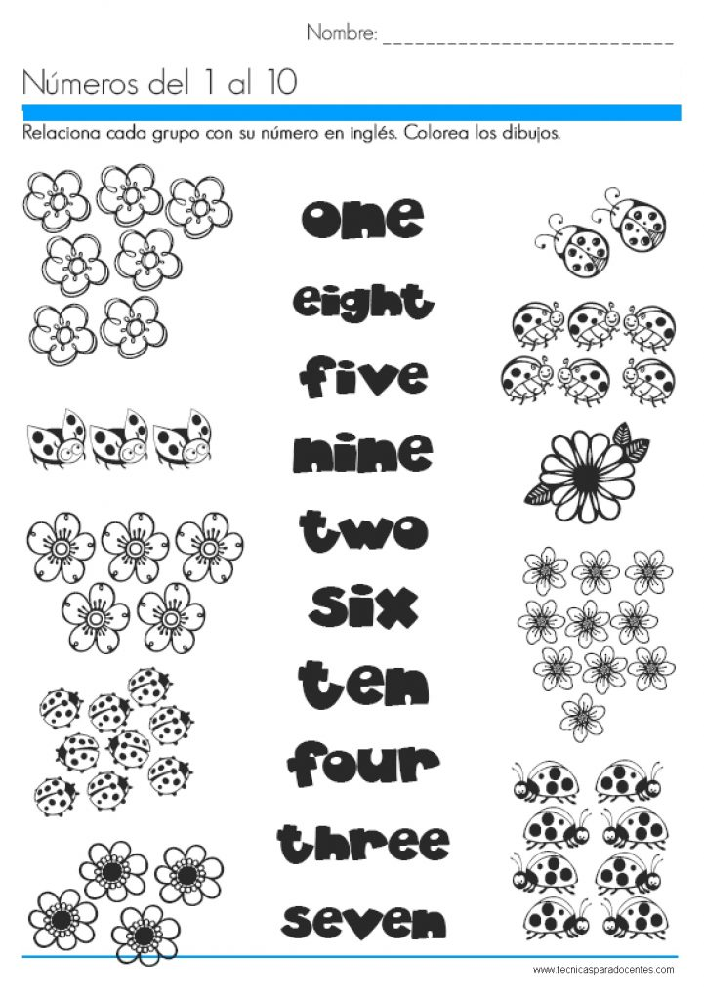 Nombre: ___________________________
Números del 1 al 10
Relaciona cada grupo con su número en inglés. Colorea los dibujos.
one
eight
five
nine
two
six
ten
four
three
seven
www.tecnicasparadocentes.com